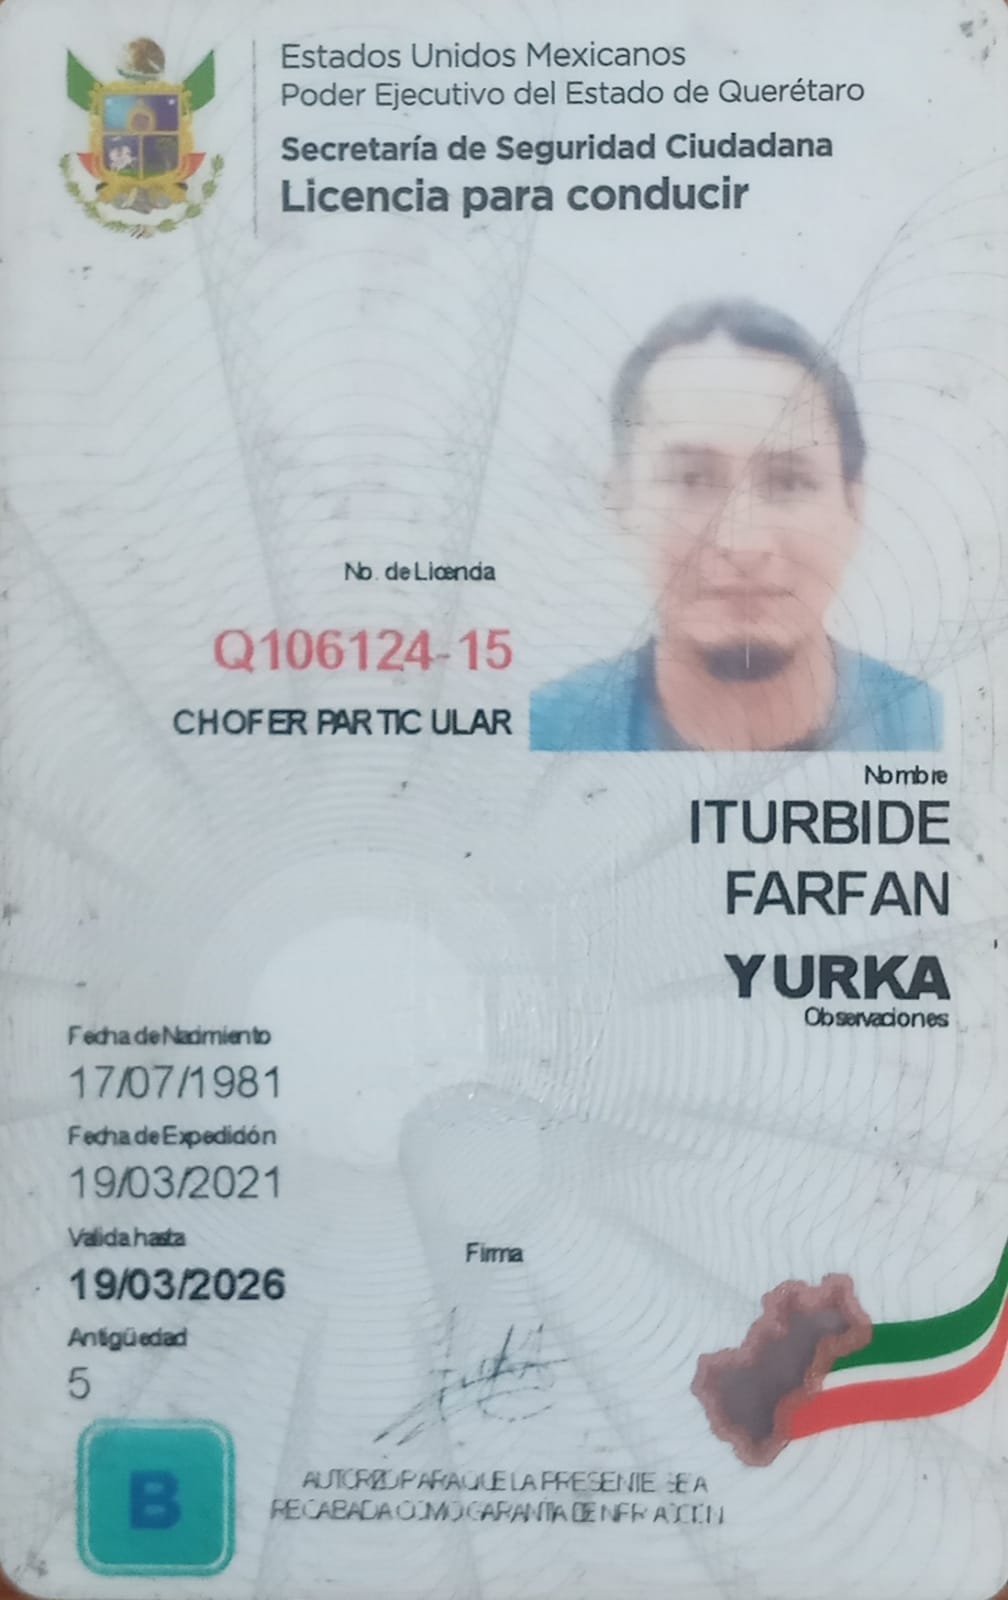 Estados Unidos Mexicanos
Poder Ejecutivo del Estado de Querétaro
Secretaría de Seguridad Ciudadana
Licencia para conducir
No. de Licencia
Q106124-15
CHOFER PARTICULAR
Nombre
ITURBIDE
FARFAN
YURKA
Observaciones
Fecha de Nacimiento
17/07/1981
Fecha de Expedición
19/03/2021
Valida hasta
19/03/2026
Antigüedad
5
Firma
B
AUTORIZO PARA QUE LA PRESENTE SEA
RECABADA COMO GARANTIA DE INFRACCION